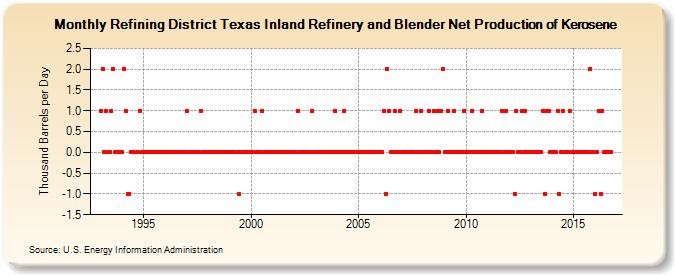 Monthly Refining District Texas Inland Refinery and Blender Net Production of Kerosene
Thousand Barrels per Day
2.5
2.0
1.5
1.0
0.5
0.0
-0.5
-1.0
-1.5
1995 2000 2005 2010 2015
Source: U.S. Energy Information Administration